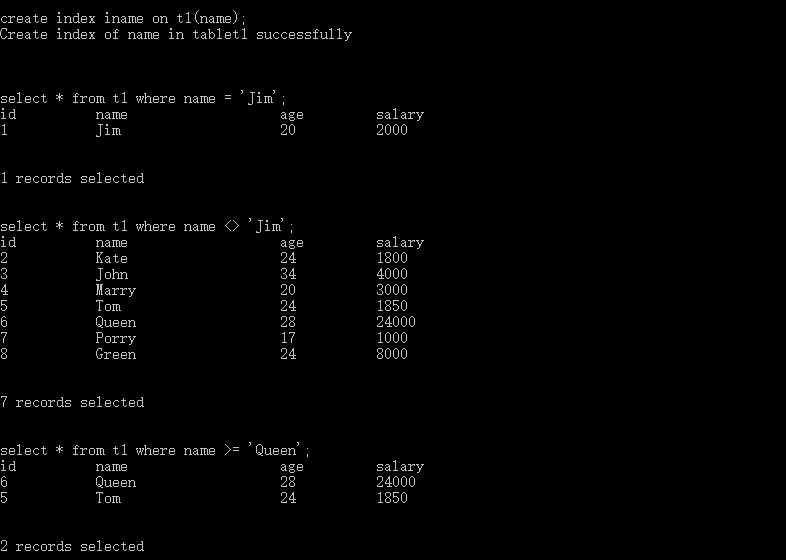 create index iname on t1(name);
Create index of name in tablet1 successfully
select * from t1 where name = 'Jim';
id name age salary
1 Jim 20 2000
1 records selected
select * from t1 where name <> 'Jim';
id name age salary
2 Kate 24 1800
3 John 34 4000
4 Marry 20 3000
5 Tom 24 1850
6 Queen 28 24000
7 Porry 17 1000
8 Green 24 8000
7 records selected
select * from t1 where name >= 'Queen';
id name age salary
6 Queen 28 24000
5 Tom 24 1850
2 records selected